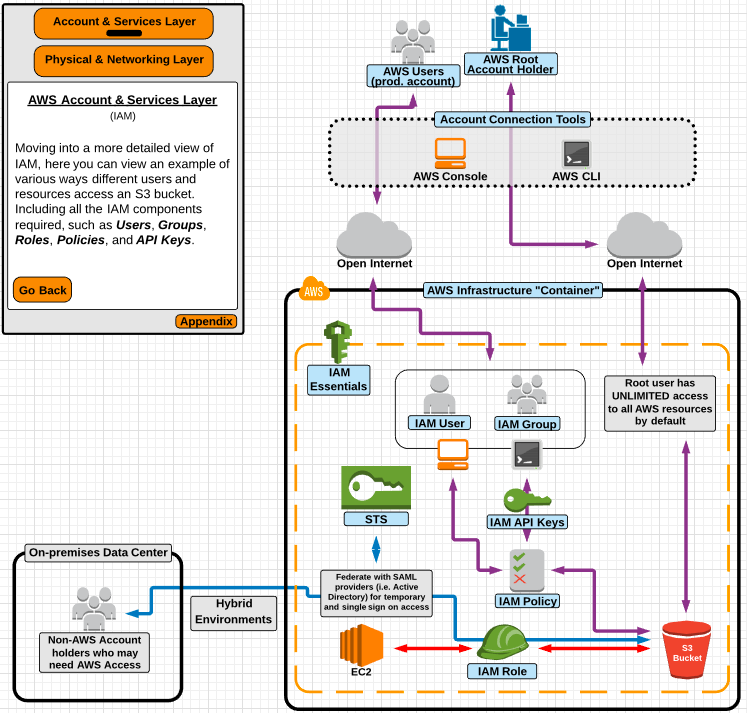 Account & Services Layer
Physical & Networking Layer
AWS Account & Services Layer
(IAM)
Moving into a more detailed view of
IAM, here you can view an example of
various ways different users and
resources access an S3 bucket.
Including all the IAM components
required, such as Users, Groups,
Roles, Policies, and API Keys.
Go Back
Appendix
AWS Users
(prod. account)
AWS Root
Account Holder
Account Connection Tools
AWS Console
AWS CLI
Open Internet
Open Internet
AWS
AWS Infrastructure "Container"
IAM
Essentials
IAM User
IAM Group
Root user has
UNLIMITED access
to all AWS resources
by default
STS
IAM API Keys
On-premises Data Center
Non-AWS Account
holders who may
need AWS Access
Hybrid
Environments
Federate with SAML
providers (i.e. Active
Directory) for temporary
and single sign on access
IAM Policy
EC2
IAM Role
S3
Bucket